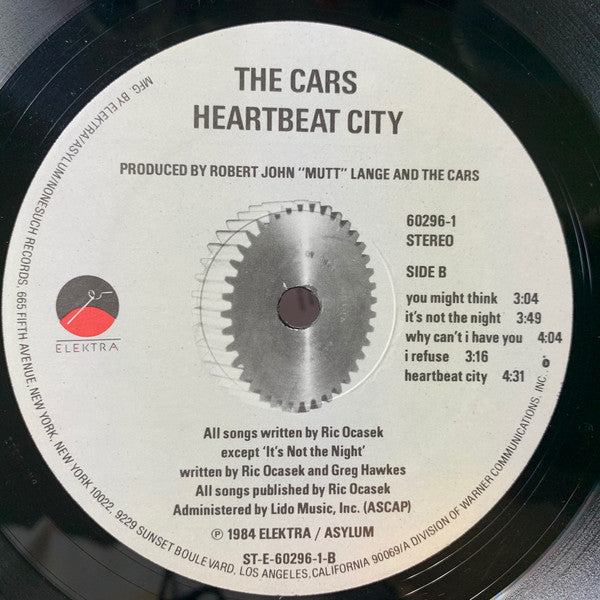 THE CARS
HEARTBEAT CITY
PRODUCED BY ROBERT JOHN "MUTT" LANGE AND THE CARS
60296-1
STEREO
SIDE B
you might think 3:04
it's not the night 3:49
why can't i have you 4:04
i refuse 3:16
heartbeat city 4:31
ELEKTRA
All songs written by Ric Ocasek
except 'It's Not the Night'
written by Ric Ocasek and Greg Hawkes
All songs published by Ric Ocasek
Administered by Lido Music, Inc. (ASCAP)
℗ 1984 ELEKTRA / ASYLUM
ST-E-60296-1-B
MFG. BY ELEKTRA/ASYLUM/NONESUCH RECORDS, 665 FIFTH AVENUE, NEW YORK, NEW YORK 10022, 9229 SUNSET BOULEVARD, LOS ANGELES, CALIFORNIA 90069/A DIVISION OF WARNER COMMUNICATIONS, INC.